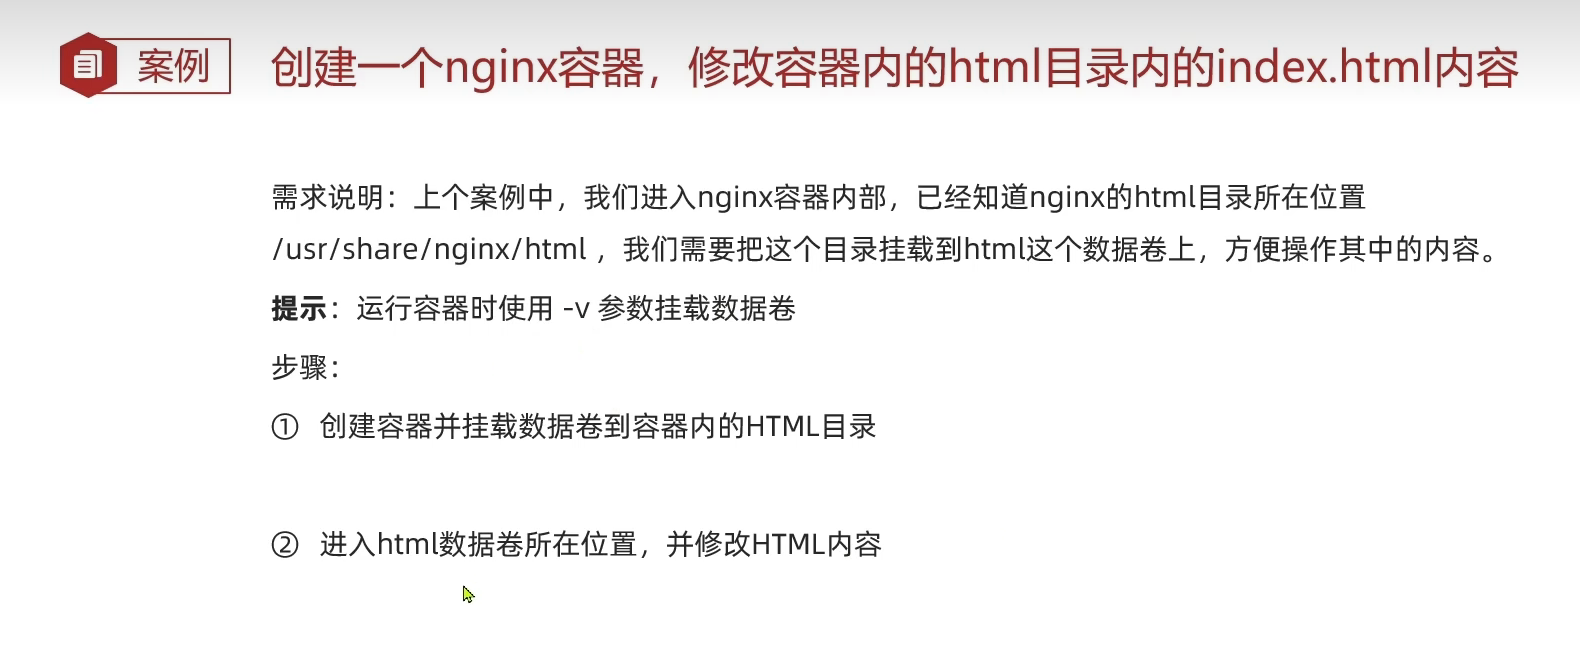 案例
创建一个nginx容器，修改容器内的html目录内的index.html内容
需求说明：上个案例中，我们进入nginx容器内部，已经知道nginx的html目录所在位置
/usr/share/nginx/html ，我们需要把这个目录挂载到html这个数据卷上，方便操作其中的内容。
提示：运行容器时使用 -v 参数挂载数据卷
步骤：
① 创建容器并挂载数据卷到容器内的HTML目录
② 进入html数据卷所在位置，并修改HTML内容